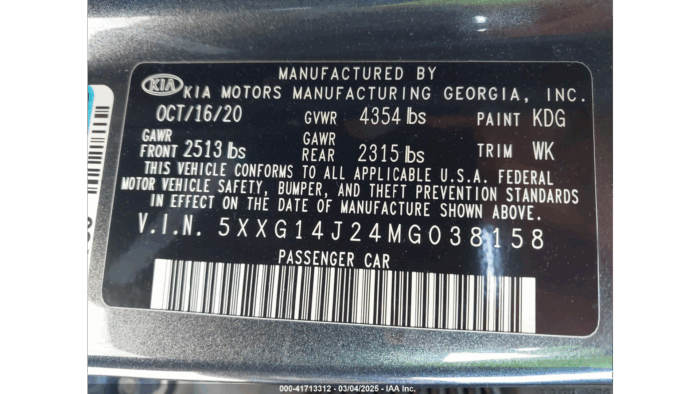 MANUFACTURED BY
KIA KIA MOTORS MANUFACTURING GEORGIA, INC.
OCT/16/20 GVWR 4354 lbs PAINT KDG
GAWR FRONT 2513 lbs GAWR REAR 2315 lbs TRIM WK
THIS VEHICLE CONFORMS TO ALL APPLICABLE U.S.A. FEDERAL
MOTOR VEHICLE SAFETY, BUMPER, AND THEFT PREVENTION STANDARDS
IN EFFECT ON THE DATE OF MANUFACTURE SHOWN ABOVE.
V.I.N. 5XXG14J24MG038158
PASSENGER CAR
000-41713312 - 03/04/2025 - IAA Inc.